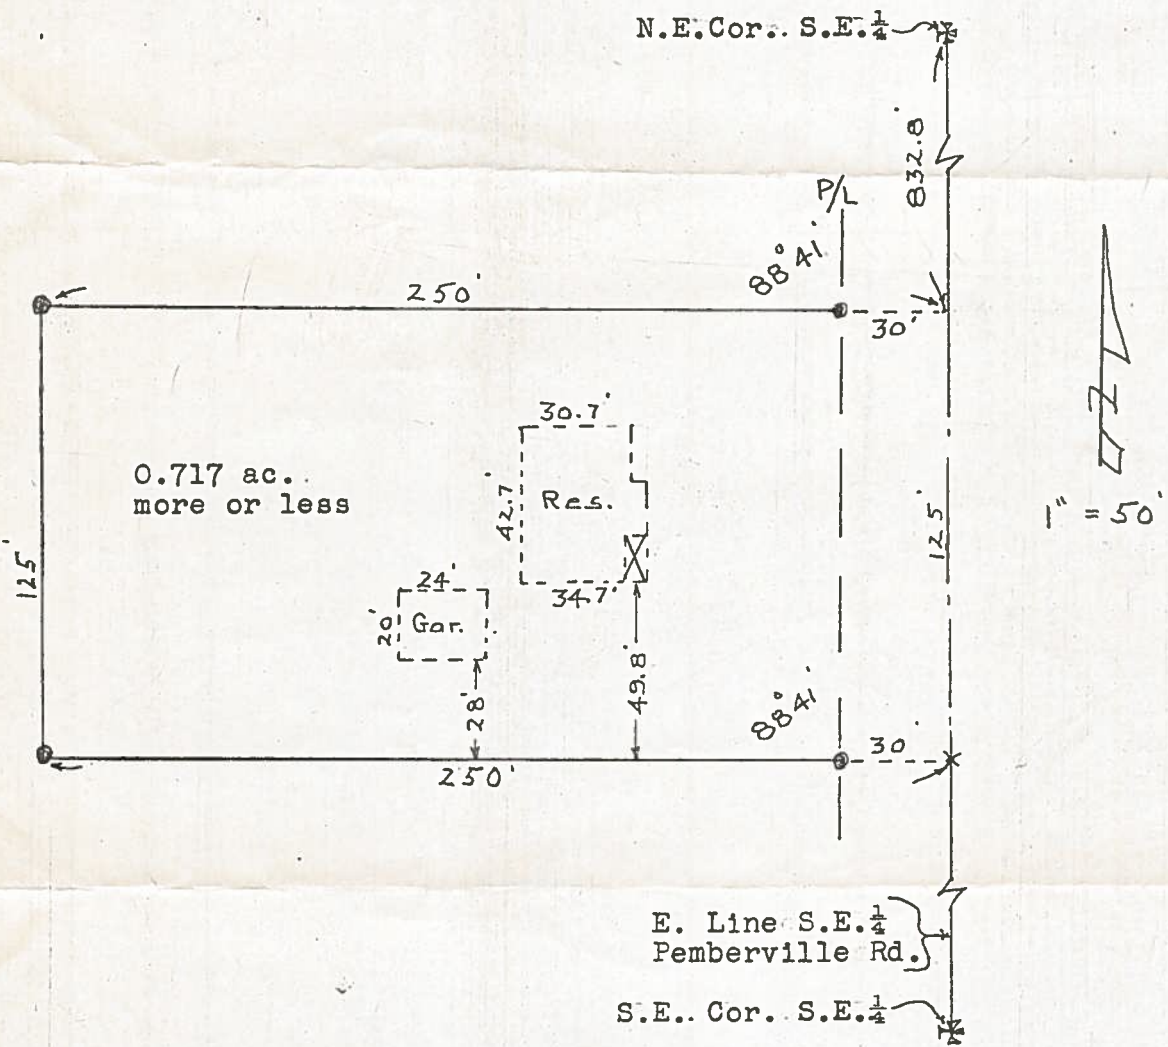 N.E.Cor. S.E.¼
832.8'
P/L
88°41'
250'
30'
30.7'
0.717 ac.
more or less
42.7'
Res.
125'
125'
1" = 50'
24'
34.7'
20'
Gar.
28'
49.8'
88°41'
250'
30
E. Line S.E.¼
Pemberville Rd.
S.E. Cor. S.E.¼
N